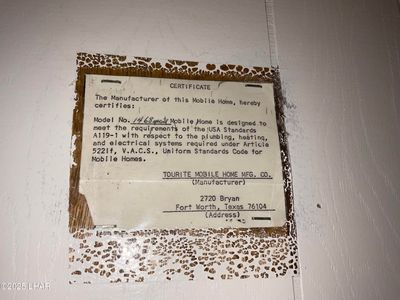 CERTIFICATE
The Manufacturer of this Mobile Home, hereby
certifies:
Model No. Mobile Home is designed to
meet the requirements of the USA Standards
A119-1 with respect to the plumbing, heating,
and electrical systems required under Article
5221f, V.A.C.S., Uniform Standards Code for
Mobile Homes.
TOURITE MOBILE HOME MFG. CO.
(Manufacturer)
2720 Bryan
Fort Worth, Texas 76104
(Address)
©2025 LHAR